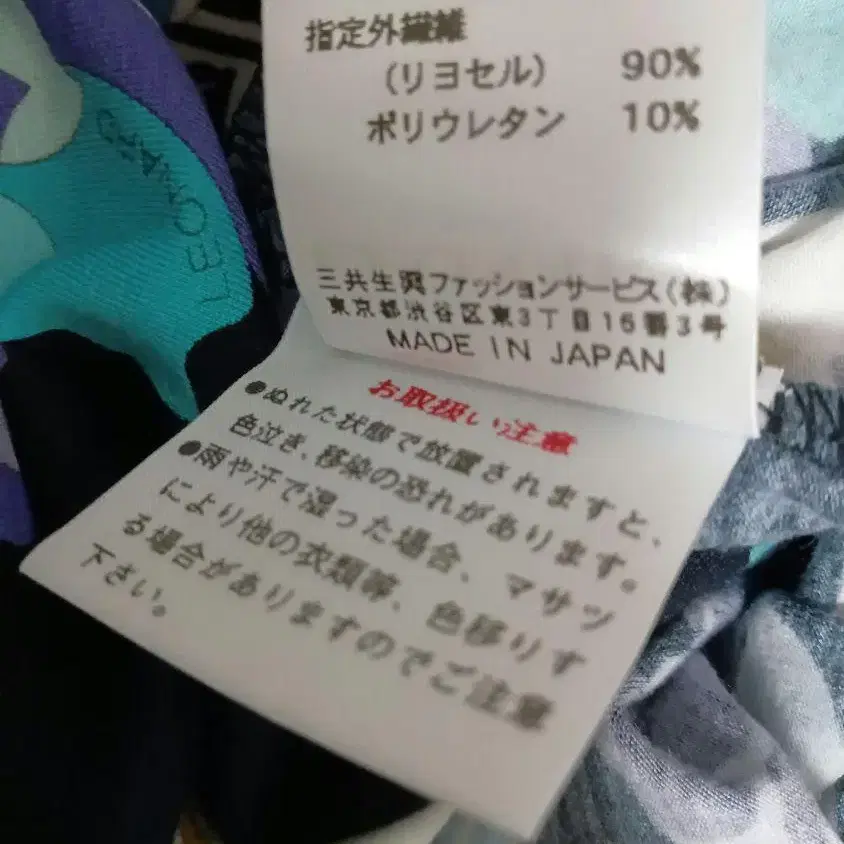 指定外繊維
(リヨセル) 90%
ポリウレタン 10%
三共生興ファッションサービス(株)
東京都渋谷区東3丁目16番3号
MADE IN JAPAN
お取扱い注意
●ぬれた状態で放置されますと、
色泣き、移染の恐れがあります。
●雨や汗で湿った場合、マサツ
により他の衣類等、色移りす
る場合がありますのでご注意
下さい。
LEONARD